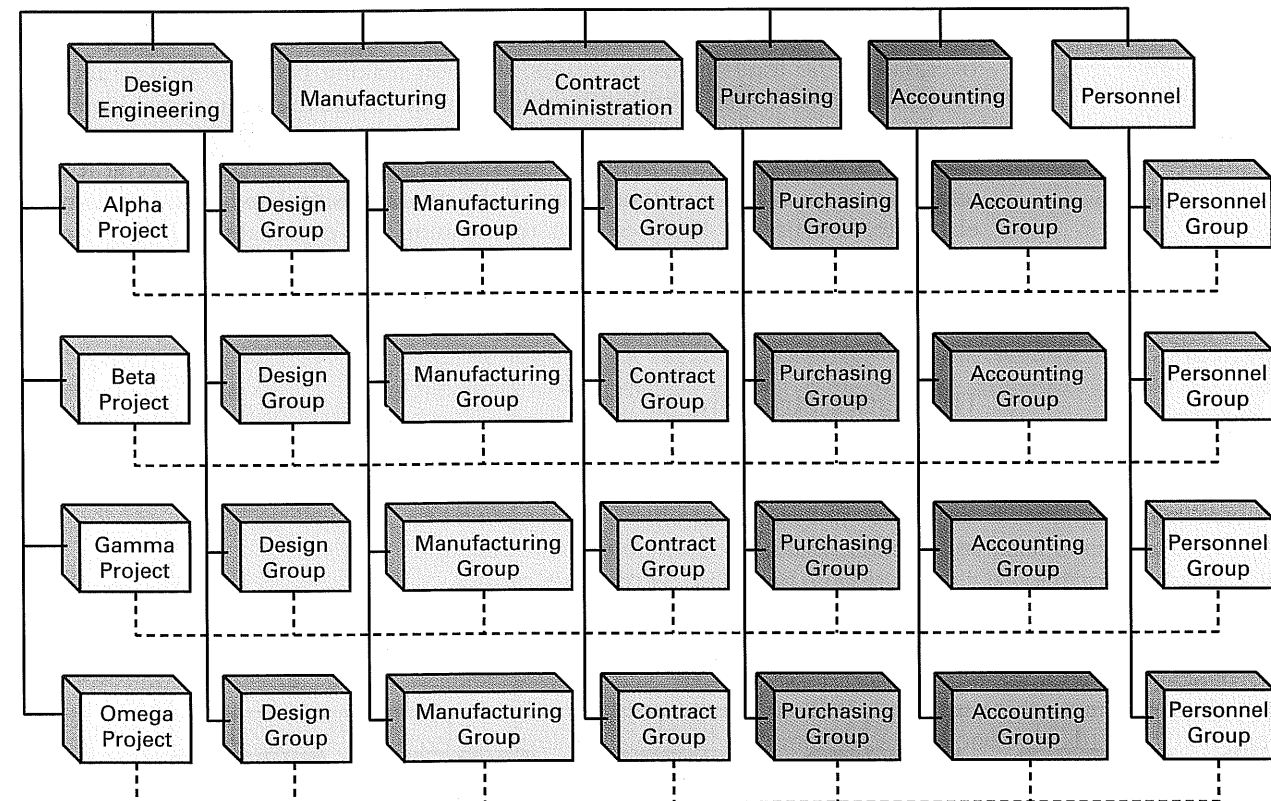 Design
Engineering
Manufacturing
Contract
Administration
Purchasing
Accounting
Personnel
Alpha
Project
Design
Group
Manufacturing
Group
Contract
Group
Purchasing
Group
Accounting
Group
Personnel
Group
Beta
Project
Design
Group
Manufacturing
Group
Contract
Group
Purchasing
Group
Accounting
Group
Personnel
Group
Gamma
Project
Design
Group
Manufacturing
Group
Contract
Group
Purchasing
Group
Accounting
Group
Personnel
Group
Omega
Project
Design
Group
Manufacturing
Group
Contract
Group
Purchasing
Group
Accounting
Group
Personnel
Group